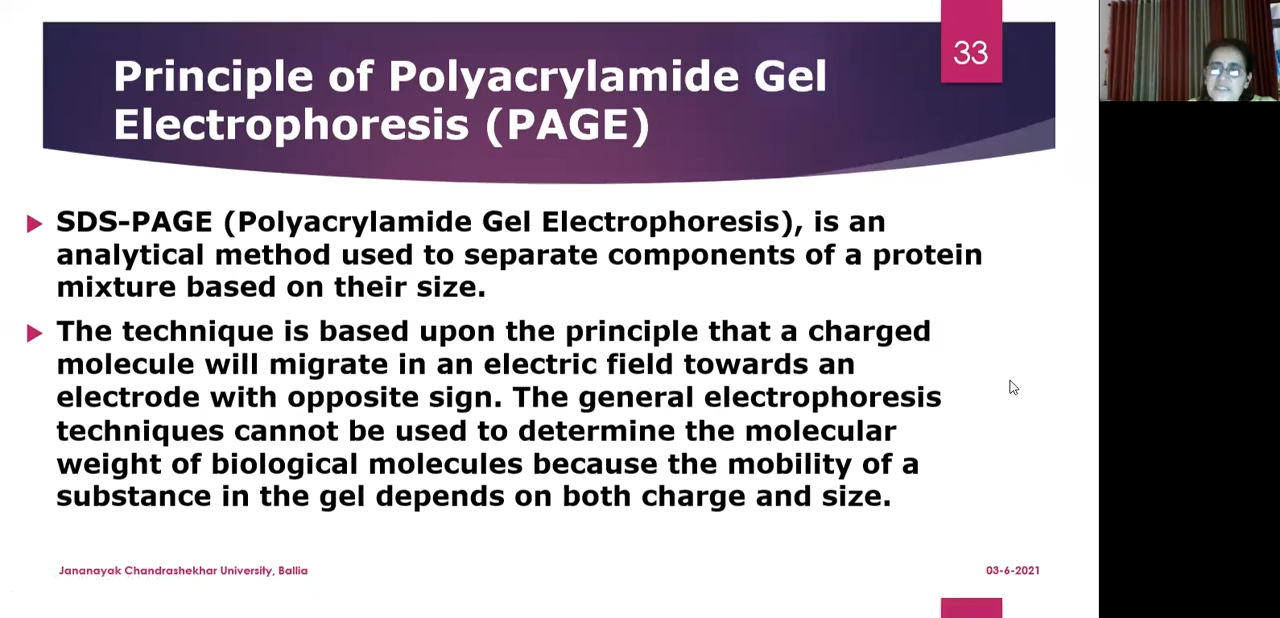 33
Principle of Polyacrylamide Gel
Electrophoresis (PAGE)
SDS-PAGE (Polyacrylamide Gel Electrophoresis), is an
analytical method used to separate components of a protein
mixture based on their size.
The technique is based upon the principle that a charged
molecule will migrate in an electric field towards an
electrode with opposite sign. The general electrophoresis
techniques cannot be used to determine the molecular
weight of biological molecules because the mobility of a
substance in the gel depends on both charge and size.
Jananayak Chandrashekhar University, Ballia
03-6-2021